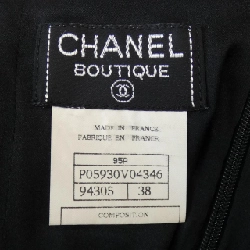 CHANEL
BOUTIQUE
MADE IN FRANCE
FABRIQUE EN FRANCE
95P
P05930V04346
94305 38
COMPOSITION